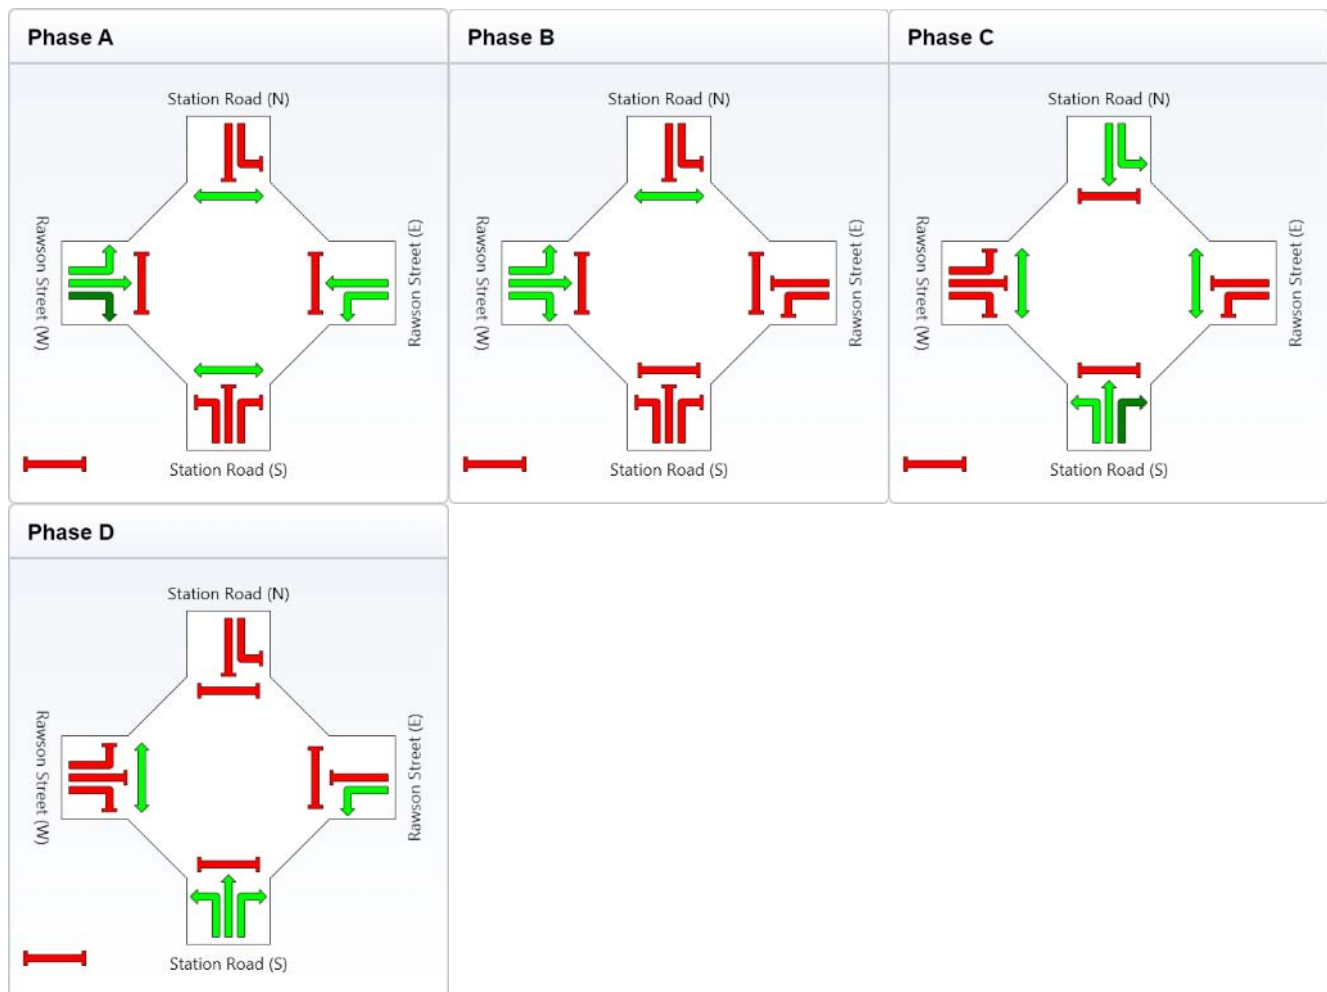 Phase A
Station Road (N)
Rawson Street (W)
Rawson Street (E)
Station Road (S)
Phase B
Station Road (N)
Rawson Street (W)
Rawson Street (E)
Station Road (S)
Phase C
Station Road (N)
Rawson Street (W)
Rawson Street (E)
Station Road (S)
Phase D
Station Road (N)
Rawson Street (W)
Rawson Street (E)
Station Road (S)